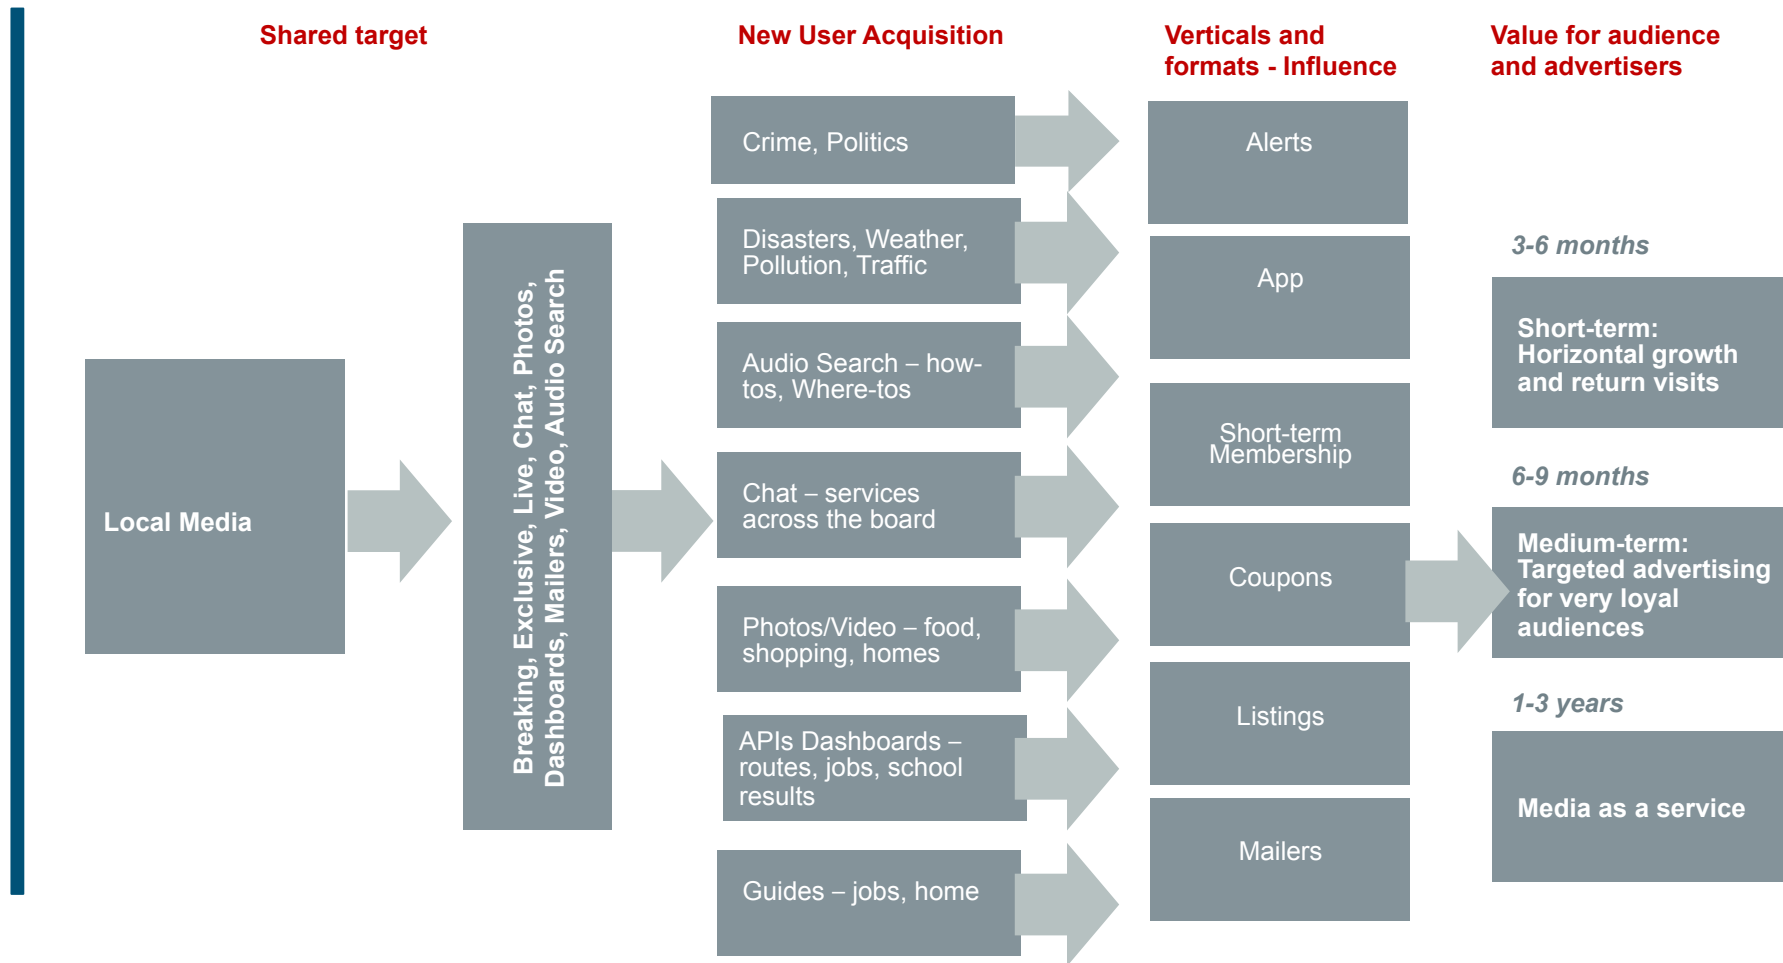 Shared target
New User Acquisition
Verticals and
formats - Influence
Value for audience
and advertisers
Local Media
Breaking, Exclusive, Live, Chat, Photos,
Dashboards, Mailers, Video, Audio Search
Crime, Politics
Disasters, Weather,
Pollution, Traffic
Audio Search – how-
tos, Where-tos
Chat – services
across the board
Photos/Video – food,
shopping, homes
APIs Dashboards –
routes, jobs, school
results
Guides – jobs, home
Alerts
App
Short-term
Membership
Coupons
Listings
Mailers
3-6 months
Short-term:
Horizontal growth
and return visits
6-9 months
Medium-term:
Targeted advertising
for very loyal
audiences
1-3 years
Media as a service